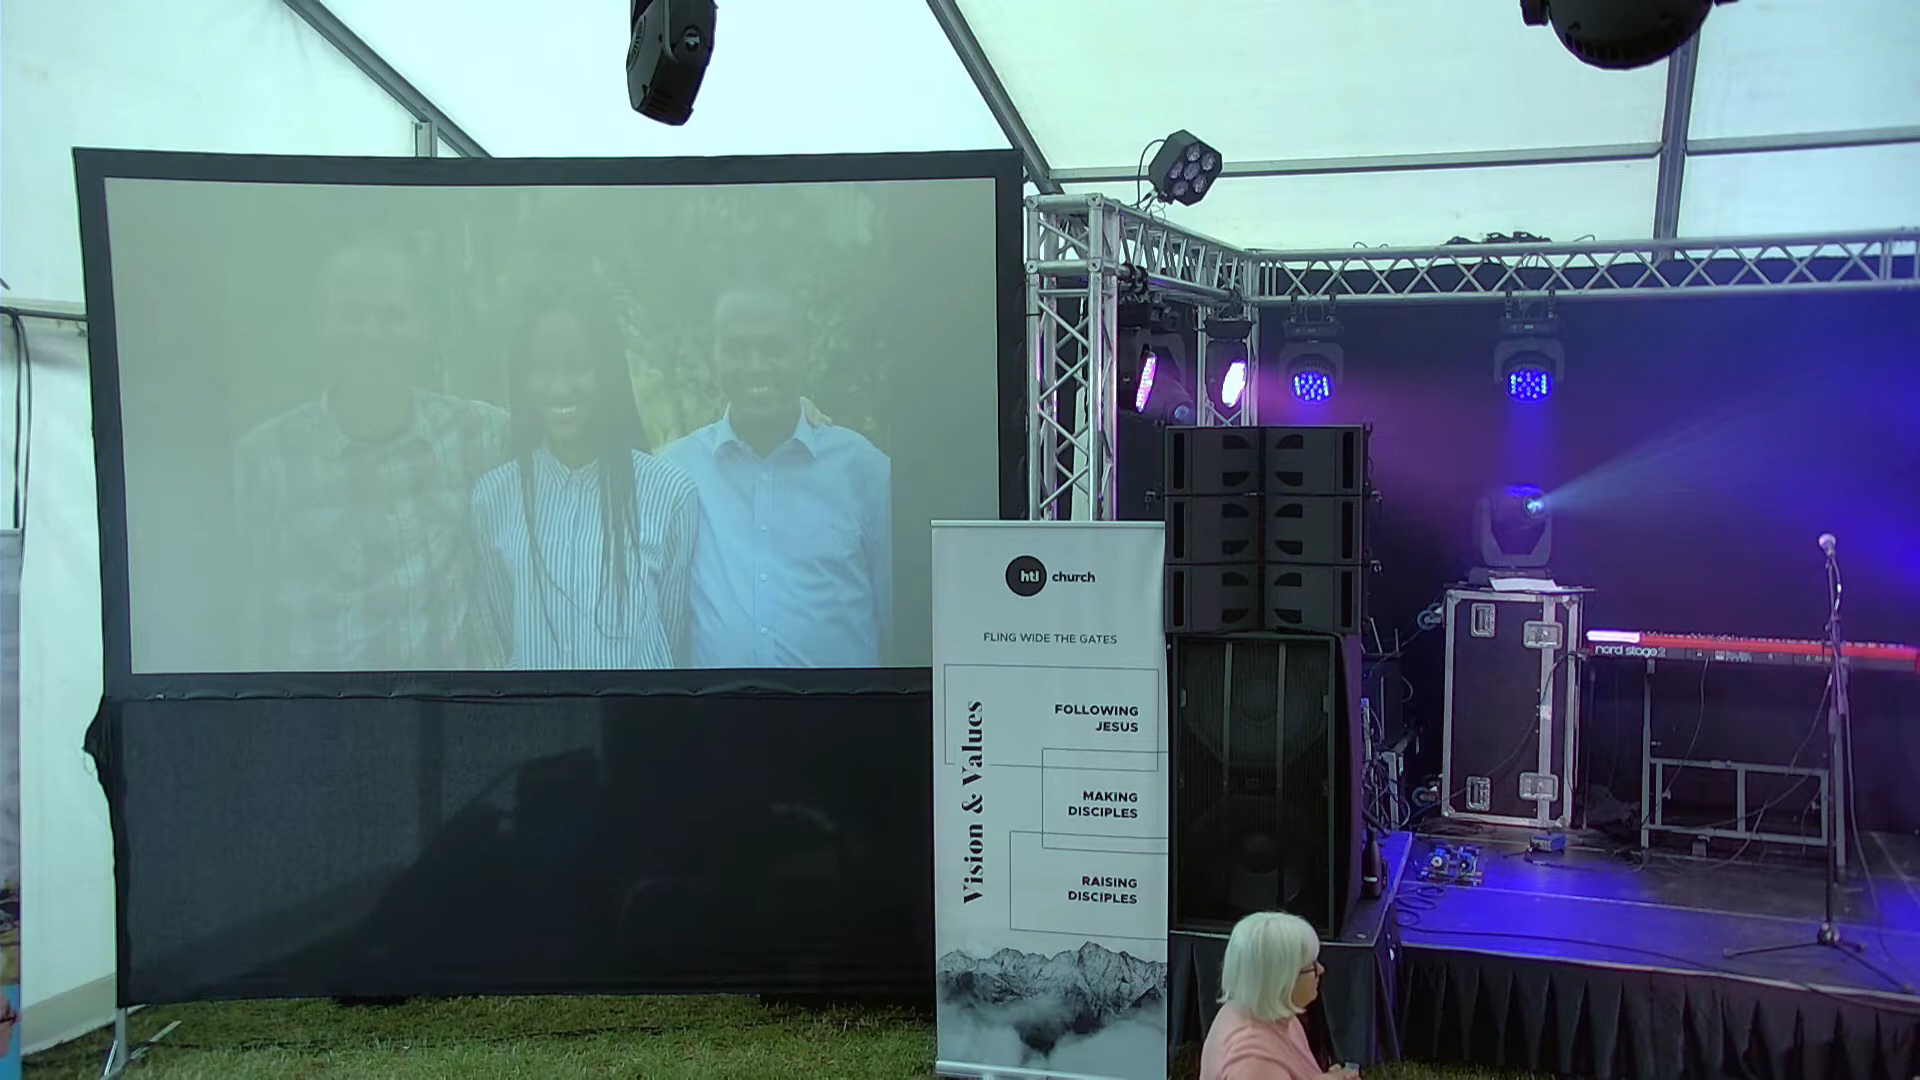 htl church
FLING WIDE THE GATES
Vision & Values
FOLLOWING
JESUS
MAKING
DISCIPLES
RAISING
DISCIPLES
nord stage 2